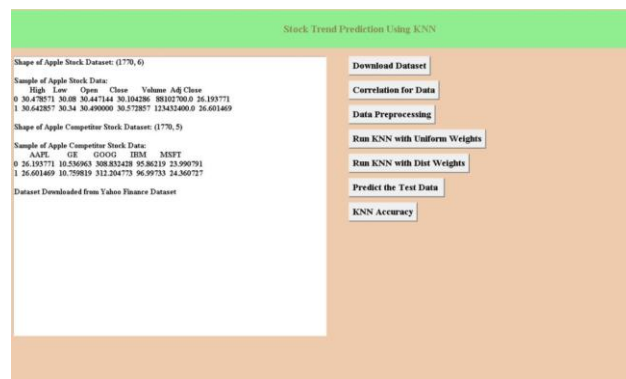 Stock Trend Prediction Using KNN
Shape of Apple Stock Dataset: (1770, 6)
Sample of Apple Stock Data:
High Low Open Close Volume Adj Close
0 30.478571 30.08 30.447144 30.104286 88102700.0 26.193771
1 30.642857 30.34 30.490000 30.572857 123432400.0 26.601469
Shape of Apple Competitor Stock Dataset: (1770, 5)
Sample of Apple Competitor Stock Data:
AAPL GE GOOG IBM MSFT
0 26.193771 10.536963 308.832428 95.86219 23.990791
1 26.601469 10.759819 312.204773 96.99733 24.360727
Dataset Downloaded from Yahoo Finance Dataset
Download Dataset
Correlation for Data
Data Preprocessing
Run KNN with Uniform Weights
Run KNN with Dist Weights
Predict the Test Data
KNN Accuracy